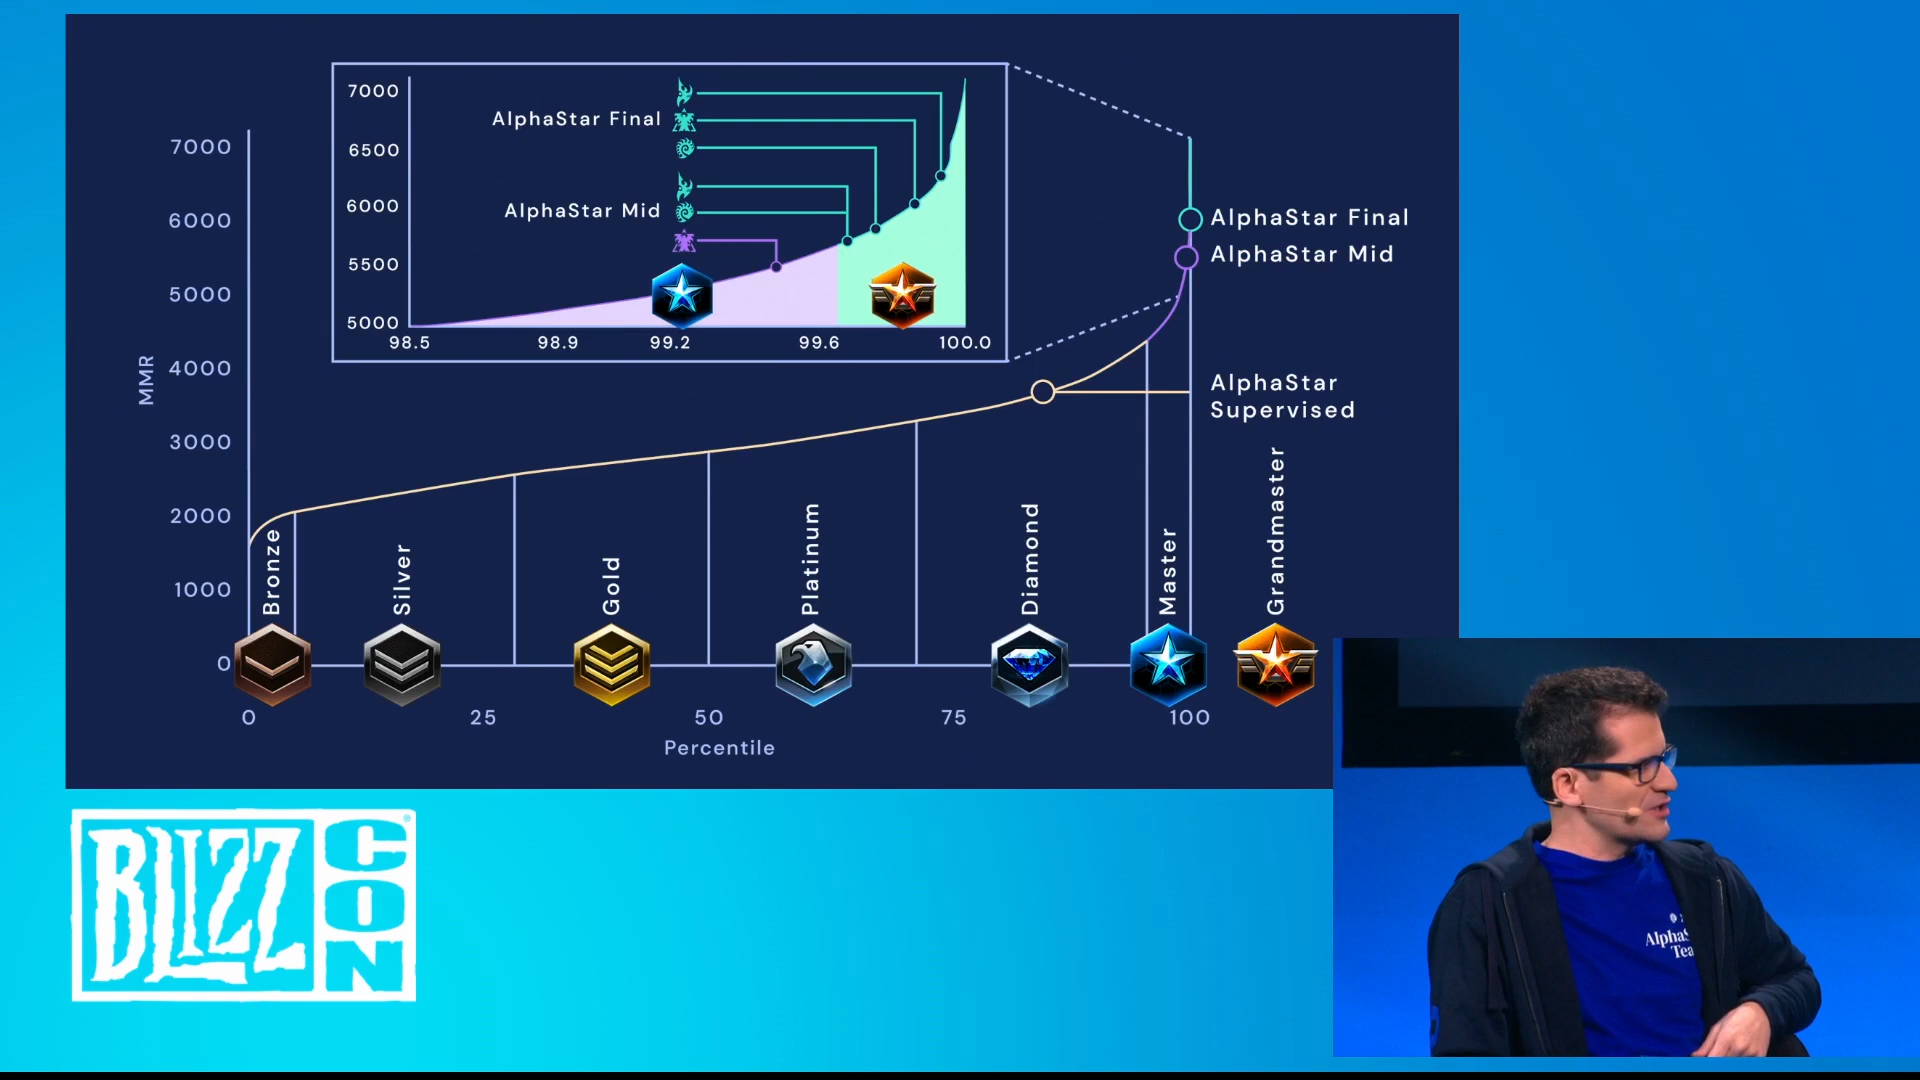 7000
6500
6000
5500
5000
98.5
98.9
99.2
99.6
100.0
AlphaStar Final
AlphaStar Mid
MMR
7000
6000
5000
4000
3000
2000
1000
0
AlphaStar Final
AlphaStar Mid
AlphaStar
Supervised
Bronze
Silver
Gold
Platinum
Diamond
Master
Grandmaster
0
25
50
75
100
Percentile
BLIZZ
CON